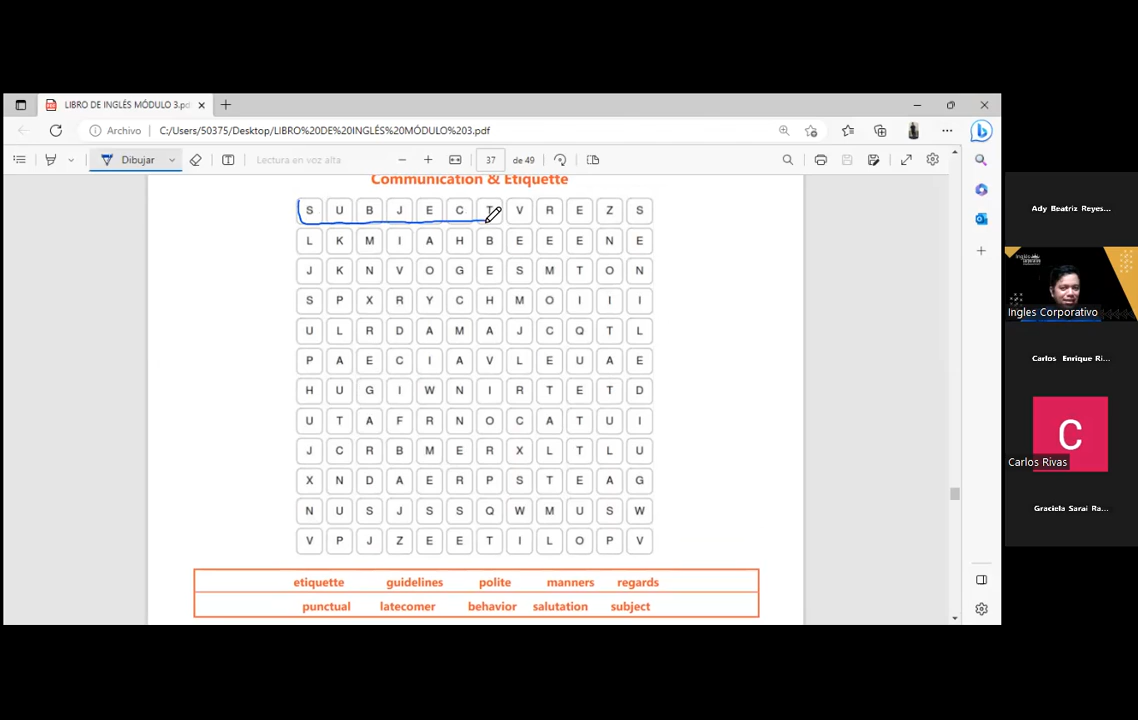 LIBRO DE INGLÉS MÓDULO 3.pd
Archivo C:/Users/50375/Desktop/LIBRO%20DE%20INGLÉS%20MÓDULO%203.pdf
Dibujar Lectura en voz alta 37 de 49
Communication & Etiquette
S U B J E C T V R E Z S
L K M I A H B E E E N E
J K N V O G E S M T O N
S P X R Y C H M O I I I
U L R D A M A J C Q T L
P A E C I A V L E U A E
H U G I W N I R T E T D
U T A F R N O C A T U I
J C R B M E R X L T L U
X N D A E R P S T E A G
N U S J S S Q W M U S W
V P J Z E E T I L O P V
etiquette guidelines polite manners regards
punctual latecomer behavior salutation subject
Ady Beatriz Reyes...
Ingles Corporativo
Carlos Enrique Ri...
C
Carlos Rivas
Graciela Sarai Ra...